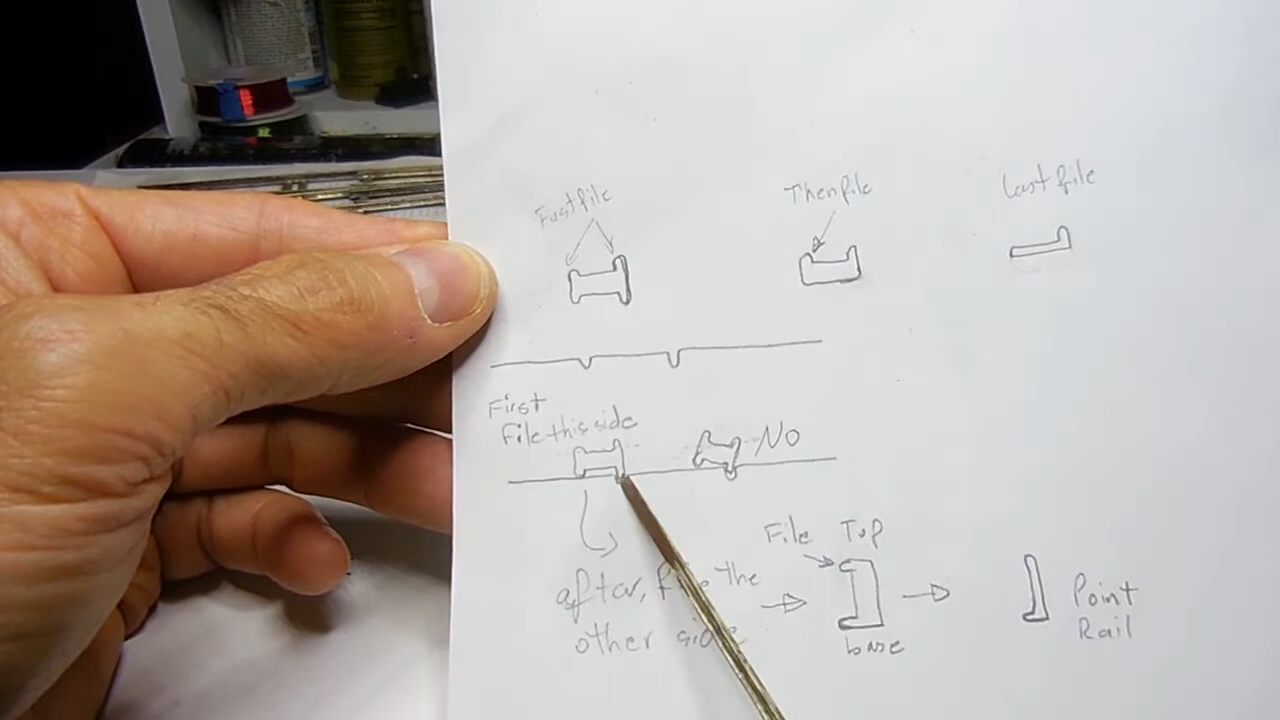 First file
Then file
Last file
First
File this side
No
after, file the
other side
File Top
base
Point
Rail